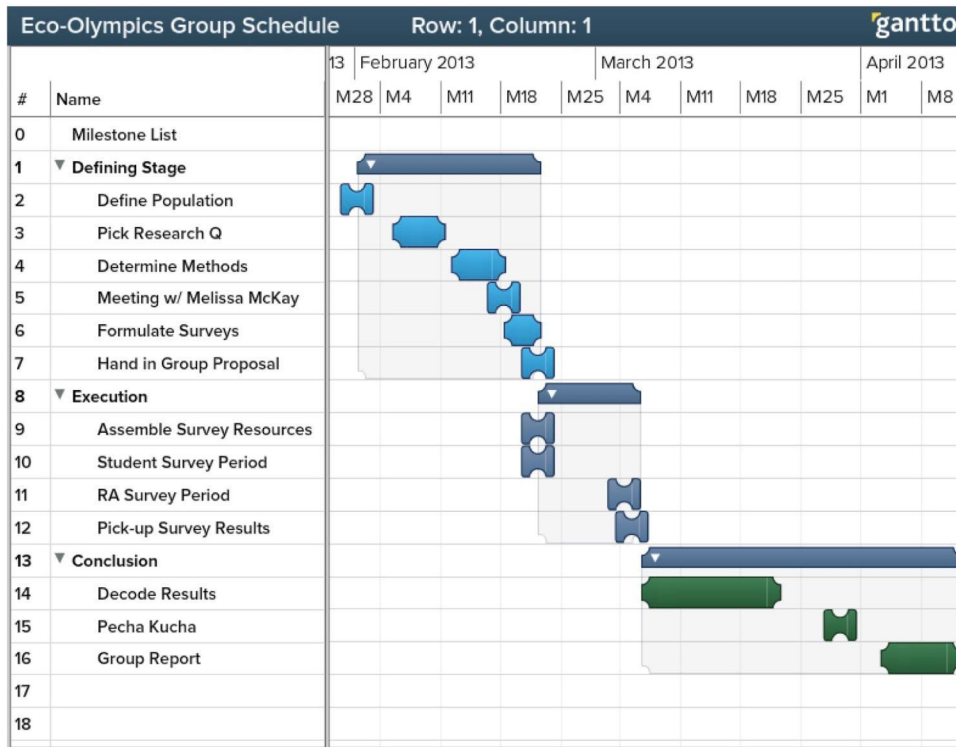 Eco-Olympics Group Schedule Row: 1, Column: 1 gantto
13 February 2013 March 2013 April 2013
# Name M28 M4 M11 M18 M25 M4 M11 M18 M25 M1 M8
0 Milestone List
1 Defining Stage
2 Define Population
3 Pick Research Q
4 Determine Methods
5 Meeting w/ Melissa McKay
6 Formulate Surveys
7 Hand in Group Proposal
8 Execution
9 Assemble Survey Resources
10 Student Survey Period
11 RA Survey Period
12 Pick-up Survey Results
13 Conclusion
14 Decode Results
15 Pecha Kucha
16 Group Report
17
18